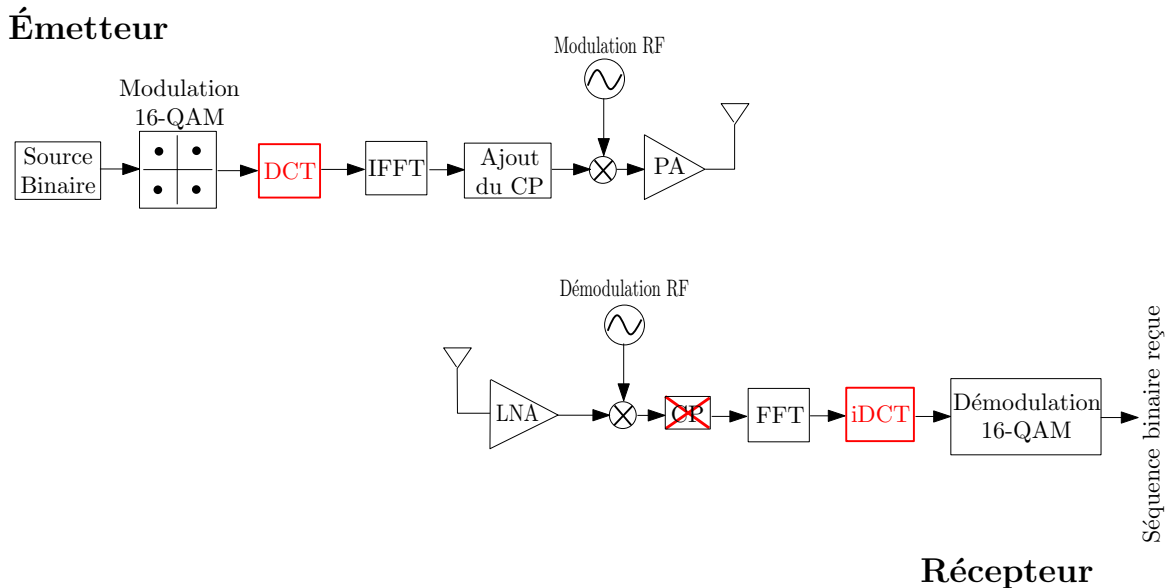 Émetteur
Modulation RF
Modulation
16-QAM
Source
Binaire
DCT
IFFT
Ajout
du CP
PA
Démodulation RF
LNA
CP
FFT
iDCT
Démodulation
16-QAM
Séquence binaire reçue
Récepteur